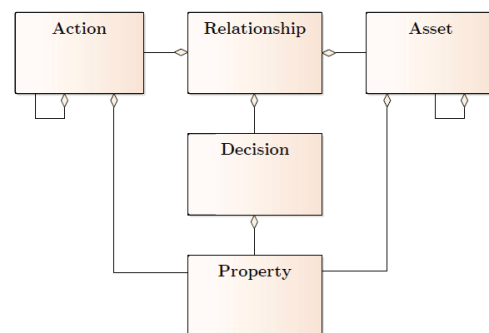 Action
Relationship
Asset
Decision
Property